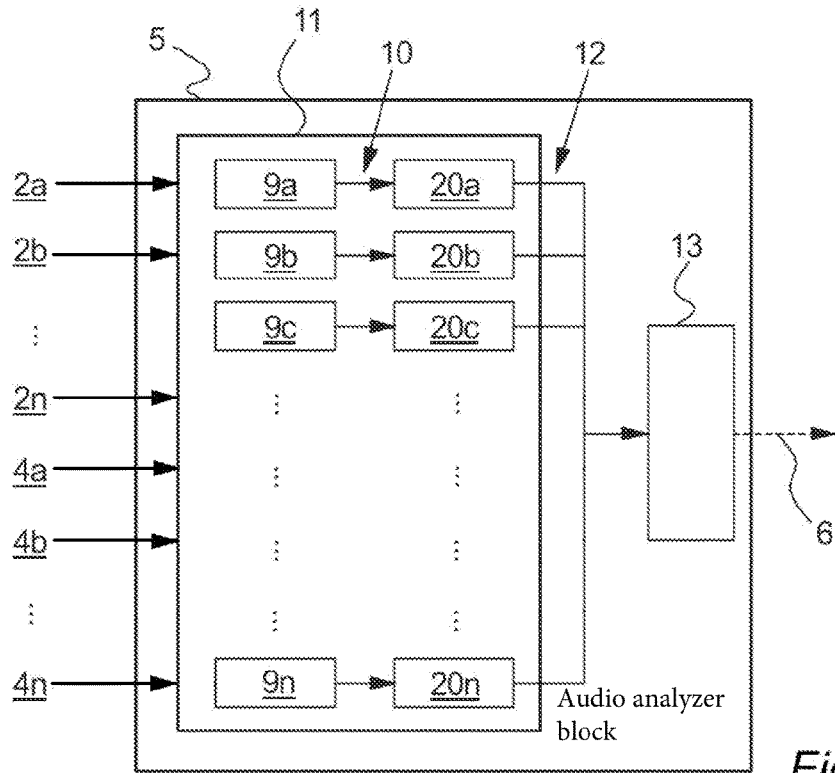 5
11
10
12
2a
9a
20a
2b
9b
20b
⋮
9c
20c
13
2n
⋮
⋮
4a
⋮
⋮
6
4b
⋮
⋮
⋮
⋮
⋮
4n
9n
20n
Audio analyzer
block